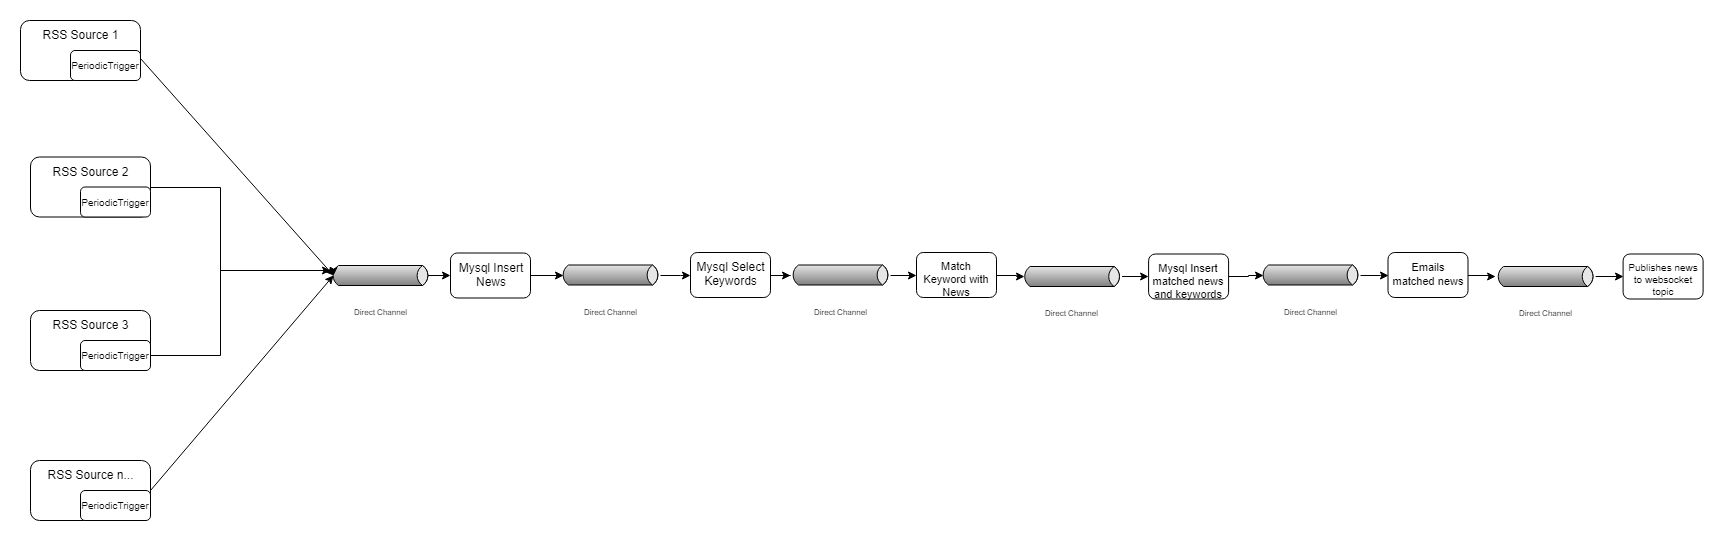 RSS Source 1
PeriodicTrigger
RSS Source 2
PeriodicTrigger
RSS Source 3
PeriodicTrigger
RSS Source n...
PeriodicTrigger
Direct Channel
Mysql Insert
News
Direct Channel
Mysql Select
Keywords
Direct Channel
Match
Keyword with
News
Direct Channel
Mysql Insert
matched news
and keywords
Direct Channel
Emails
matched news
Direct Channel
Publishes news
to websocket
topic